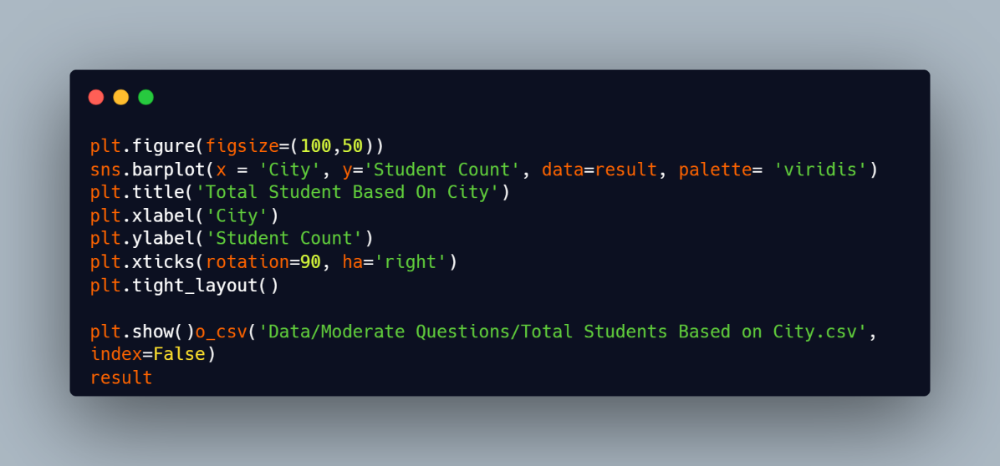 plt.figure(figsize=(100,50))
sns.barplot(x = 'City', y='Student Count', data=result, palette= 'viridis')
plt.title('Total Student Based On City')
plt.xlabel('City')
plt.ylabel('Student Count')
plt.xticks(rotation=90, ha='right')
plt.tight_layout()

plt.show()o_csv('Data/Moderate Questions/Total Students Based on City.csv',
index=False)
result